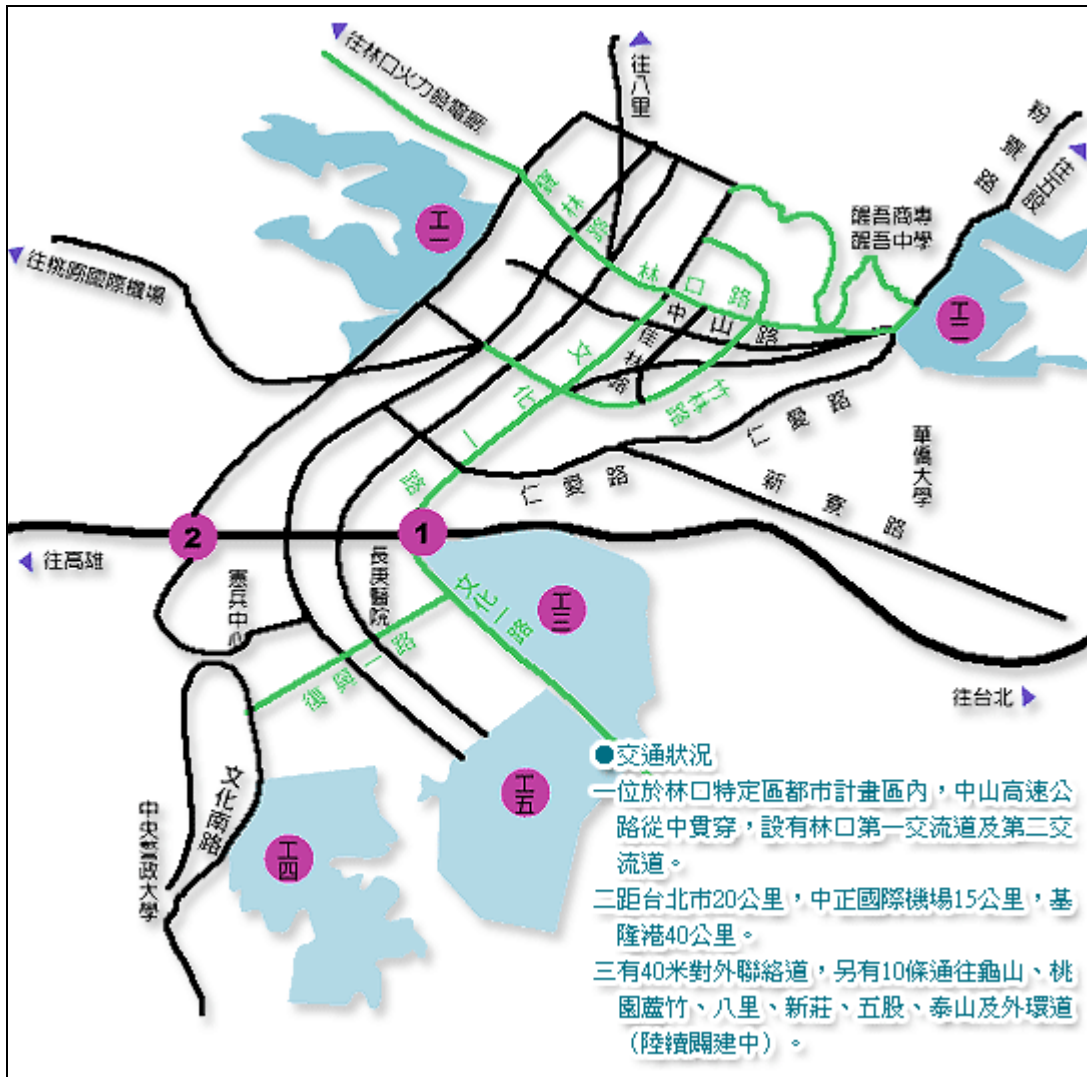 往林口火力發電廠
往八里
粉寮路
往五股
醒吾商專
醒吾中學
工一
工二
往桃園國際機場
寶林路
林口路
中山路
佳林路
竹林路
文化一路
仁愛路
仁愛路
新寮路
華僑大學
2
1
往高雄
憲兵中心
長庚醫院
文化一路
工三
復興一路
往台北
工五
文化南路
工四
中央警政大學
●交通狀況
一位於林口特定區都市計畫區內，中山高速公
路從中貫穿，設有林口第一交流道及第二交
流道。
二距台北市20公里，中正國際機場15公里，基
隆港40公里。
三有40米對外聯絡道，另有10條通往龜山、桃
園蘆竹、八里、新莊、五股、泰山及外環道
（陸續闢建中）。